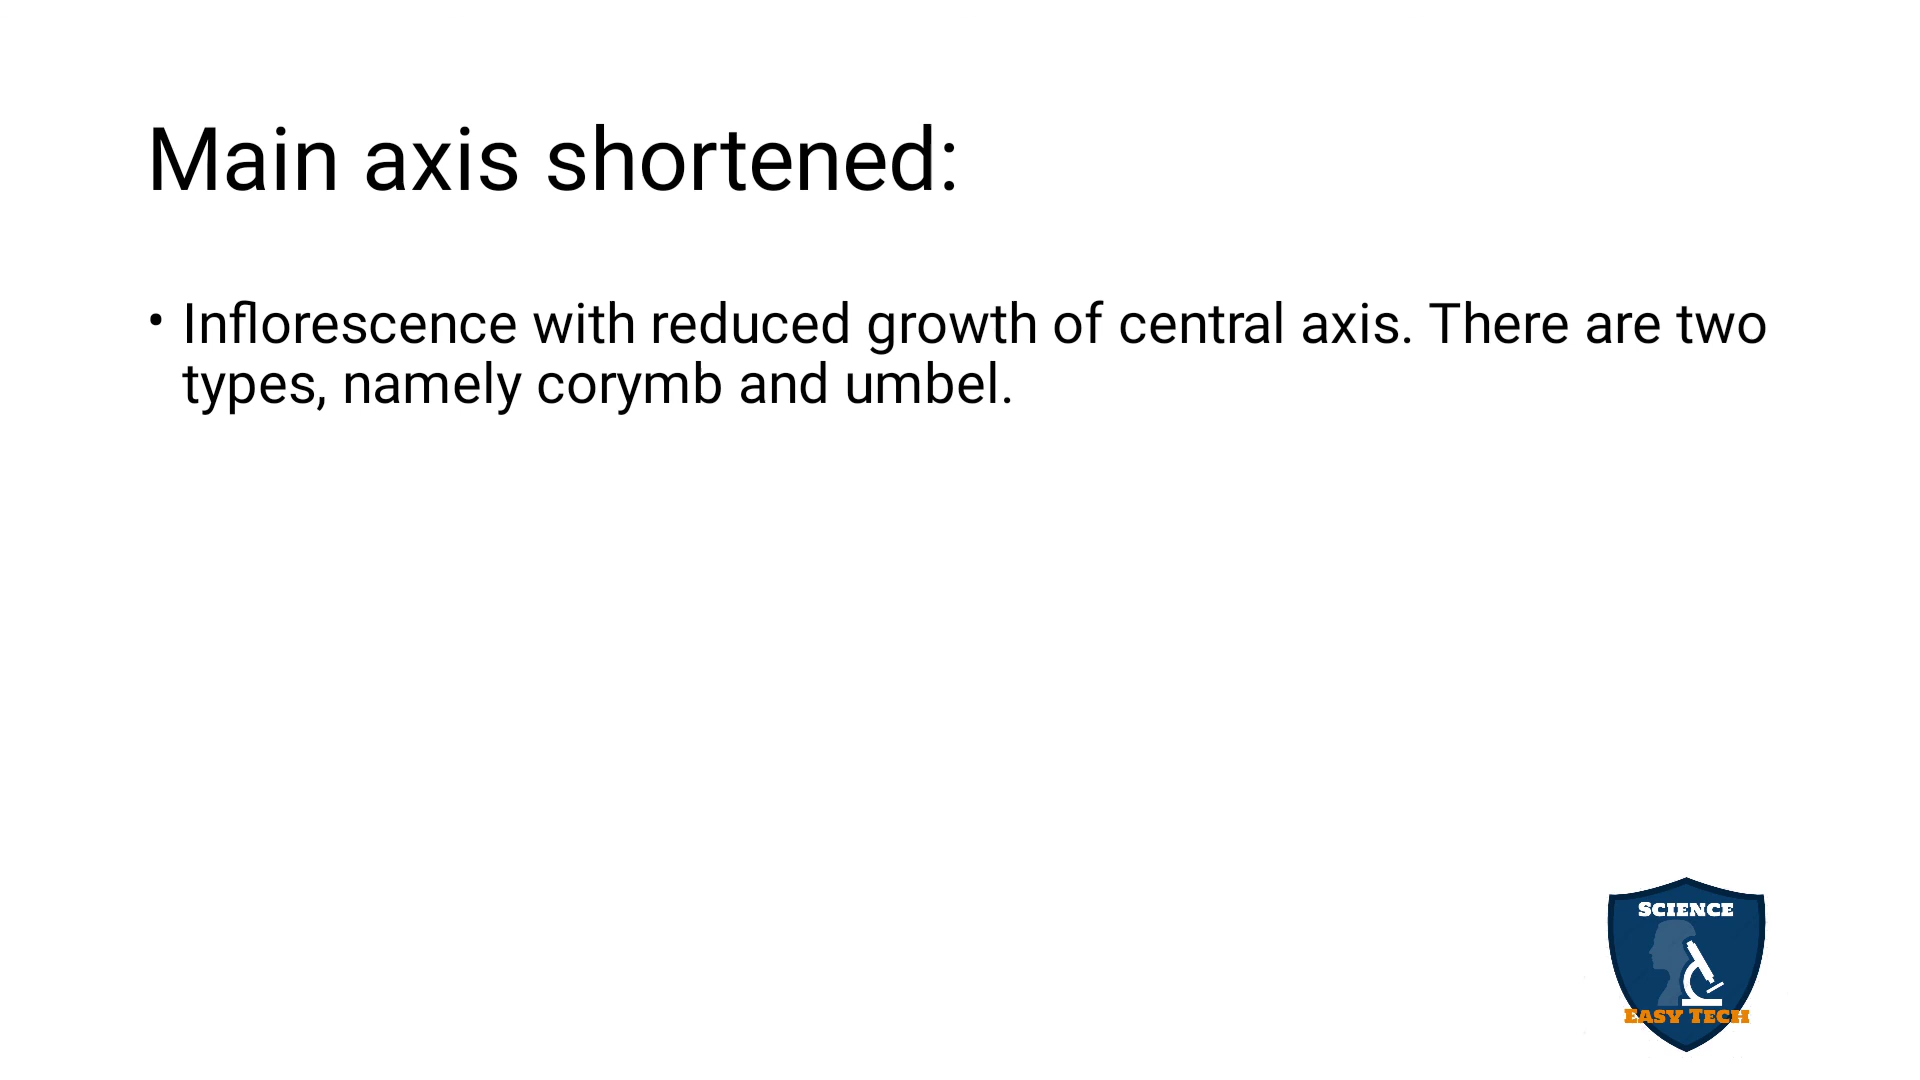 Main axis shortened:
• Inflorescence with reduced growth of central axis. There are two
types, namely corymb and umbel.
SCIENCE
EASY TECH